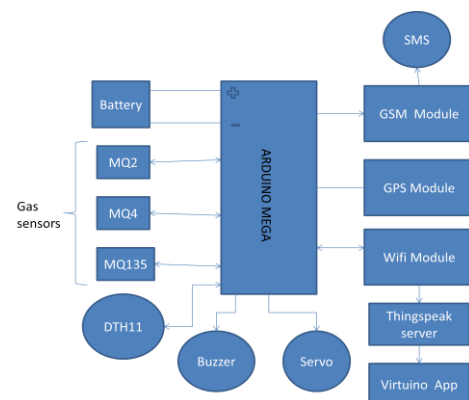 SMS
Battery
+
-
GSM Module
MQ2
ARDUINO MEGA
Gas
sensors
MQ4
GPS Module
MQ135
Wifi Module
DTH11
Thingspeak
server
Buzzer
Servo
Virtuino App